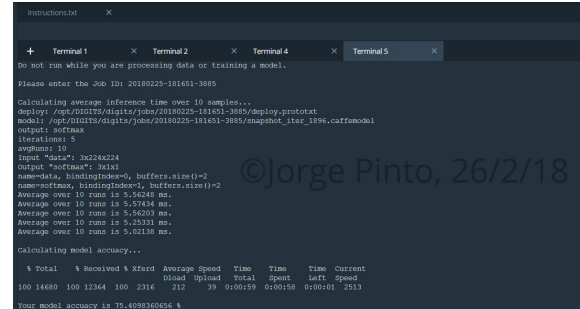 Instructions.txt ×
+ Terminal 1 × Terminal 2 × Terminal 4 × Terminal 5 ×
Do not run while you are processing data or training a model.
Please enter the Job ID: 20180225-181651-3885
Calculating average inference time over 10 samples...
deploy: /opt/DIGITS/digits/jobs/20180225-181651-3885/deploy.prototxt
model: /opt/DIGITS/digits/jobs/20180225-181651-3885/snapshot_iter_1896.caffemodel
output: softmax
iterations: 5
avgRuns: 10
Input "data": 3x224x224
Output "softmax": 3x1x1
name=data, bindingIndex=0, buffers.size()=2
name=softmax, bindingIndex=1, buffers.size()=2
Average over 10 runs is 5.56248 ms.
Average over 10 runs is 5.57434 ms.
Average over 10 runs is 5.56203 ms.
Average over 10 runs is 5.25331 ms.
Average over 10 runs is 5.02138 ms.
©Jorge Pinto, 26/2/18
Calculating model accuacy...
% Total % Received % Xferd Average Speed Time Time Time Current
Dload Upload Total Spent Left Speed
100 14680 100 12364 100 2316 212 39 0:00:59 0:00:58 0:00:01 2513
Your model accuacy is 75.4098360656 %